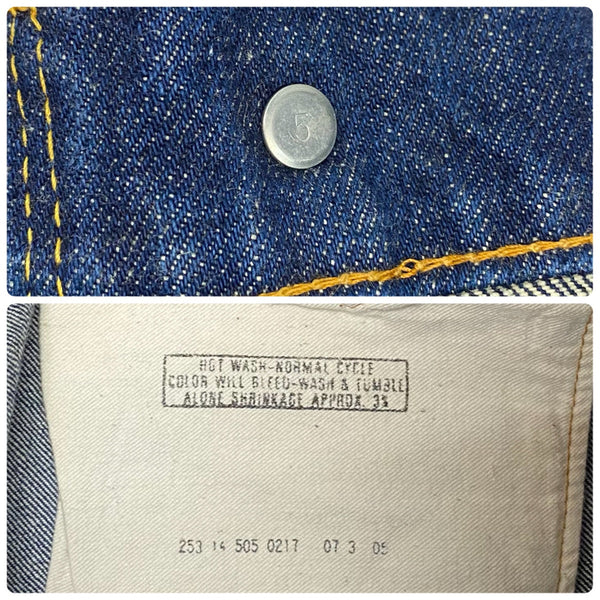 5
HOT WASH-NORMAL CYCLE
COLOR WILL BLEED-WASH & TUMBLE
ALONE SHRINKAGE APPROX. 3%
253 14 505 0217 07 3 05